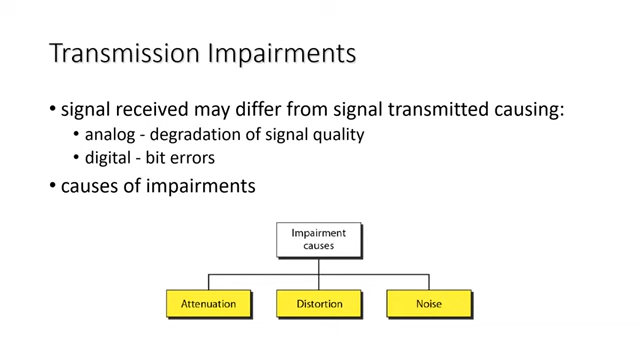 Transmission Impairments
• signal received may differ from signal transmitted causing:
• analog - degradation of signal quality
• digital - bit errors
• causes of impairments
Impairment
causes
Attenuation
Distortion
Noise